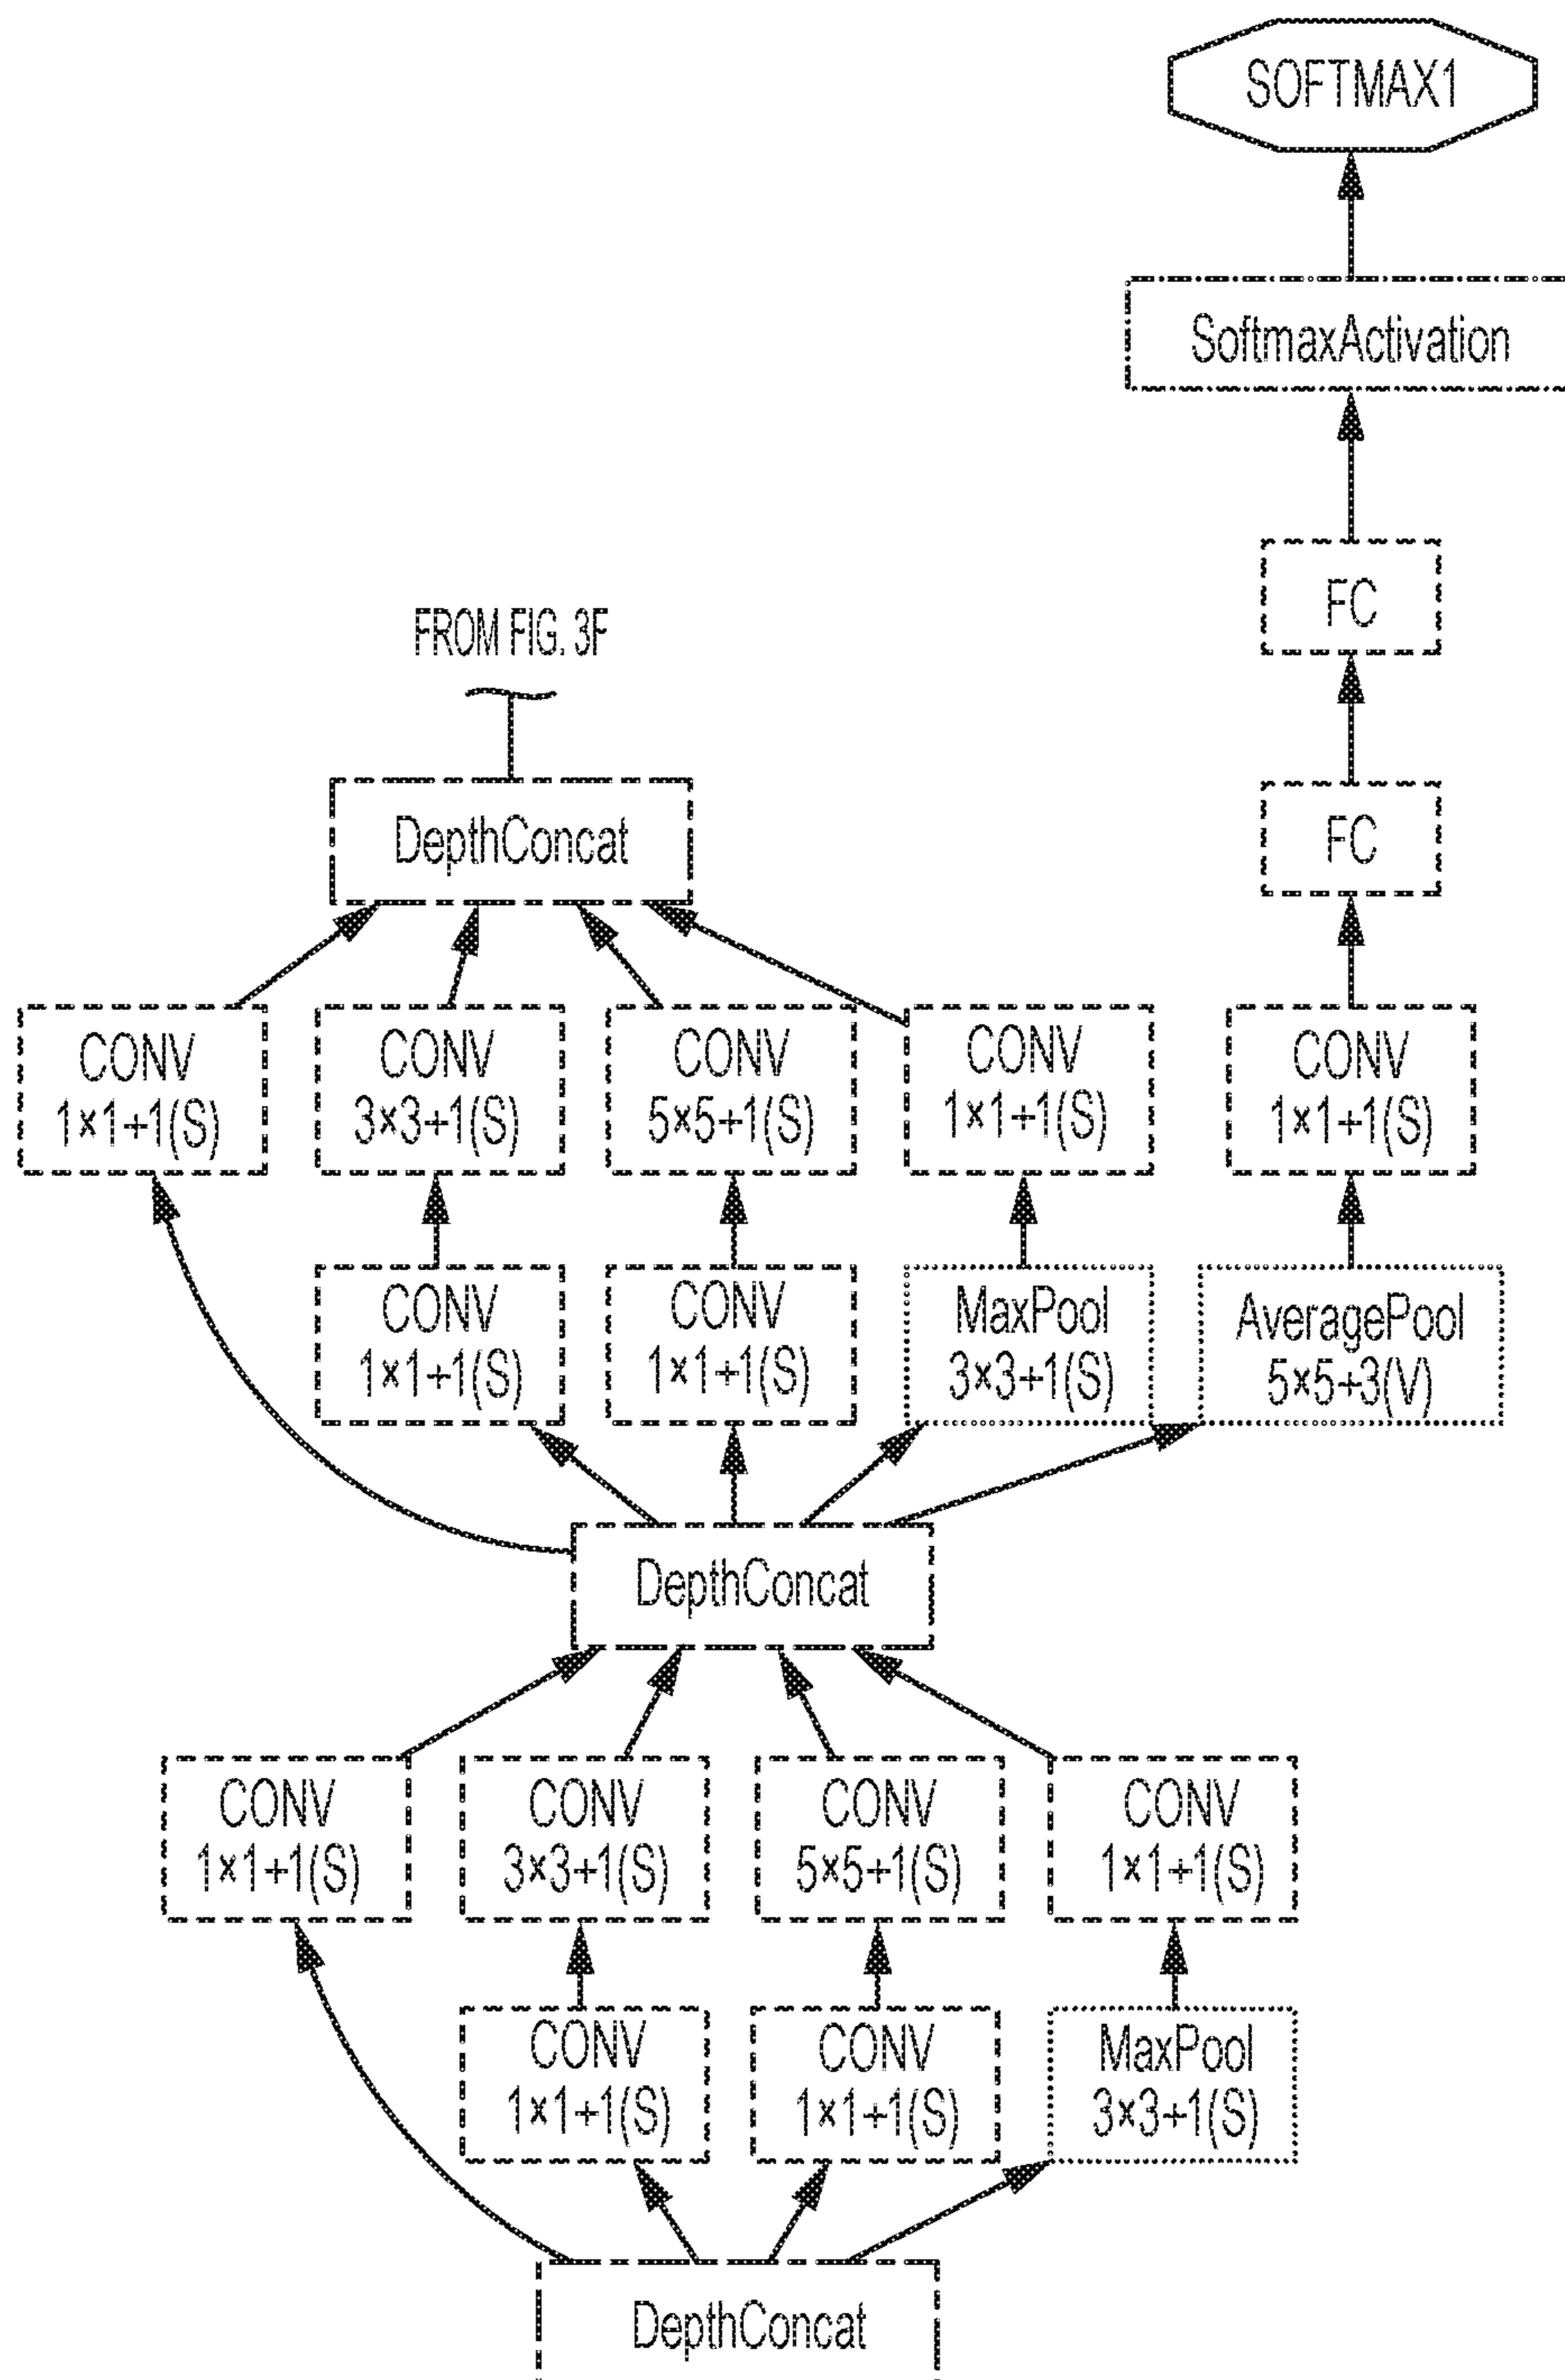 SOFTMAX1
SoftmaxActivation
FC
FROM FIG. 3F
FC
DepthConcat
CONV
1×1+1(S)
CONV
3×3+1(S)
CONV
5×5+1(S)
CONV
1×1+1(S)
CONV
1×1+1(S)
CONV
1×1+1(S)
CONV
1×1+1(S)
MaxPool
3×3+1(S)
AveragePool
5×5+3(V)
DepthConcat
CONV
1×1+1(S)
CONV
3×3+1(S)
CONV
5×5+1(S)
CONV
1×1+1(S)
CONV
1×1+1(S)
CONV
1×1+1(S)
MaxPool
3×3+1(S)
DepthConcat